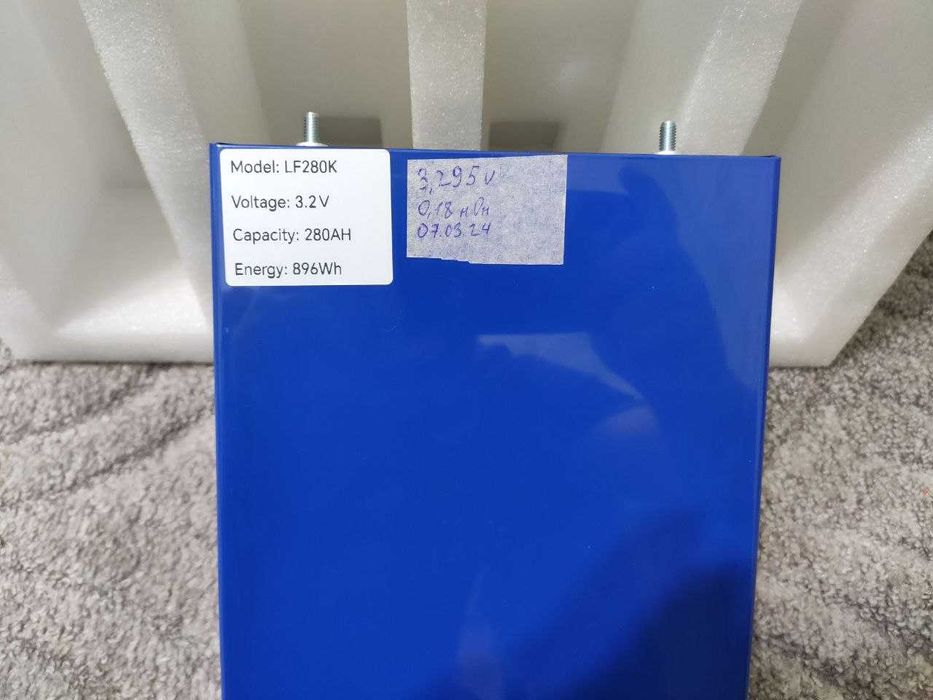 Model: LF280K
Voltage: 3.2V
Capacity: 280AH
Energy: 896Wh
3,295 v
0,18 мОм
07.03.24